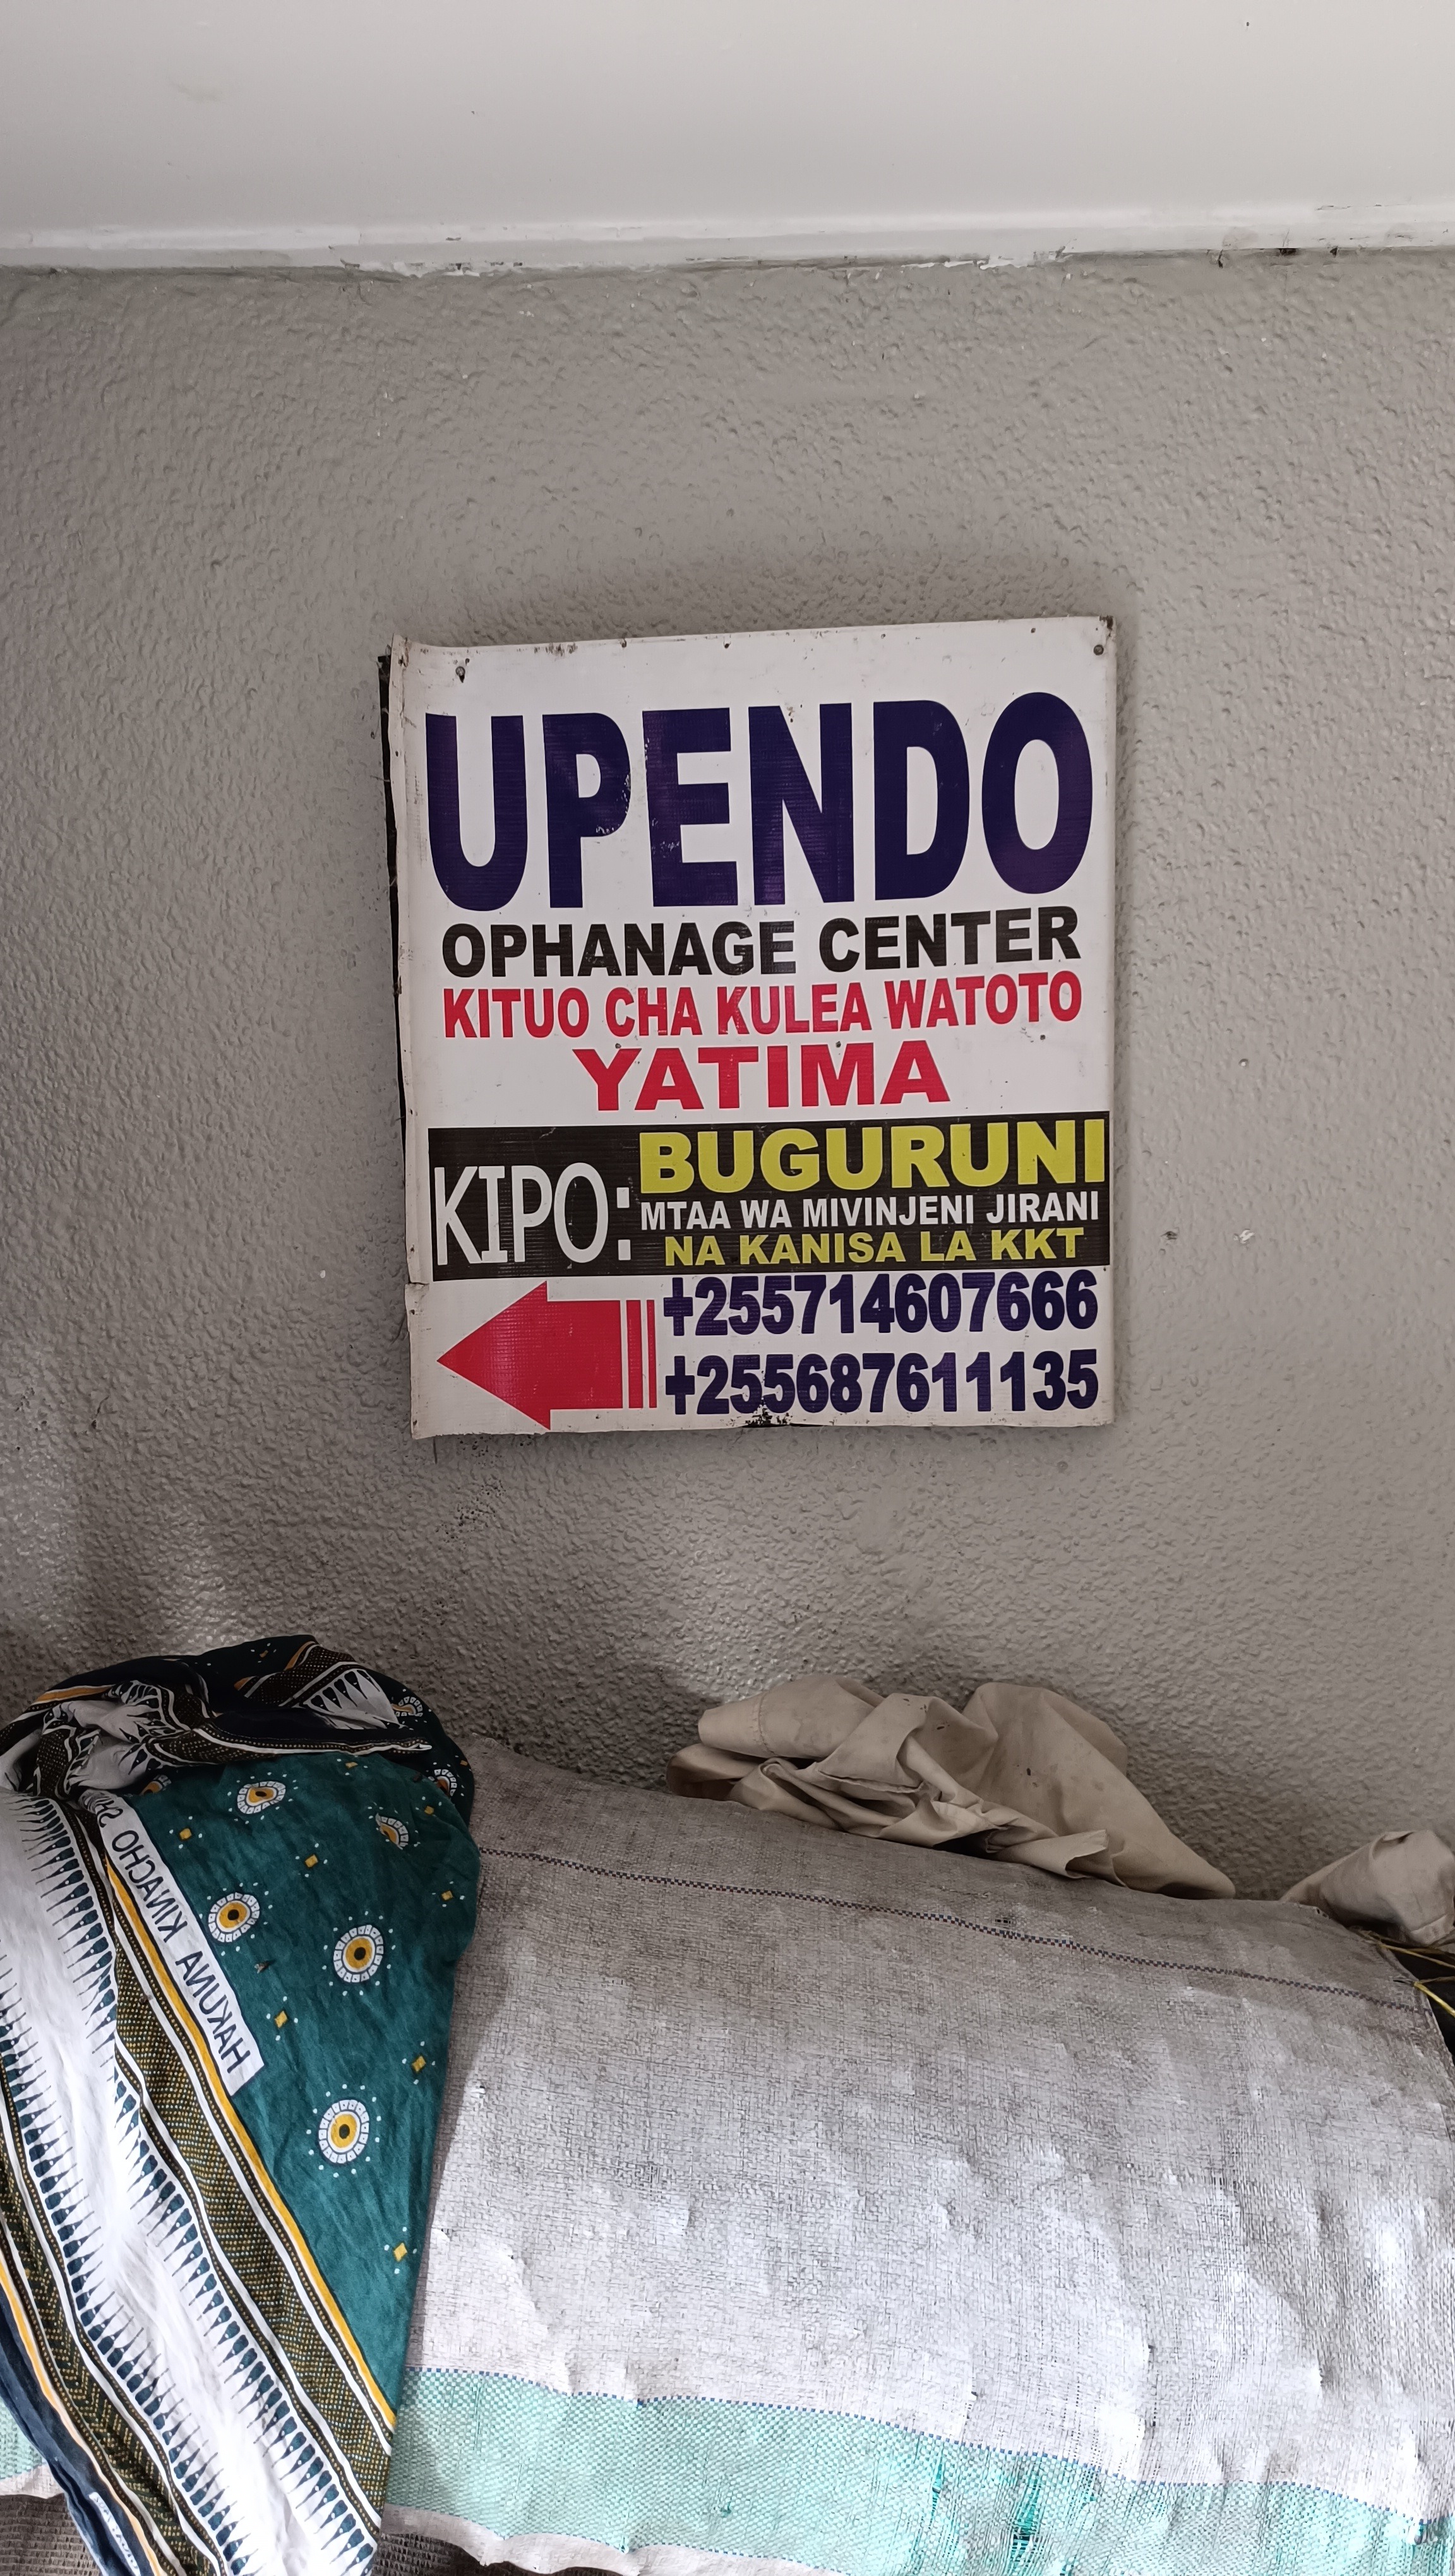 UPENDO
OPHANAGE CENTER
KITUO CHA KULEA WATOTO
YATIMA
KIPO: BUGURUNI
MTAA WA MIVINJENI JIRANI
NA KANISA LA KKT
+255714607666
+255687611135
HAKUNA KINACHO